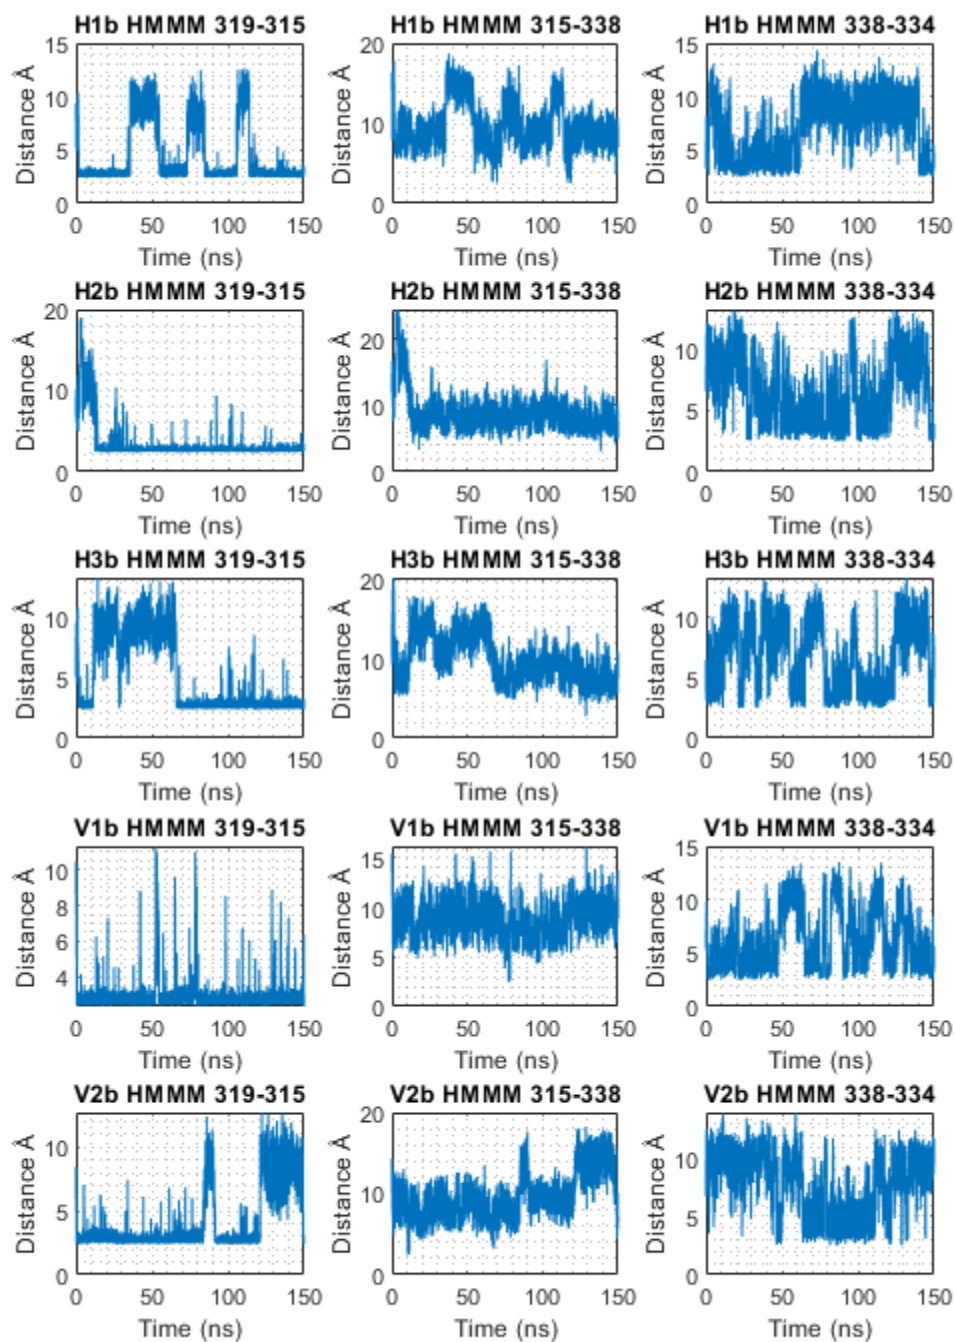 H1b HMMM 319-315 H1b HMMM 315-338 H1b HMMM 338-334
Distance Å 15 10 5 0 Distance Å 20 10 0 Distance Å 15 10 5 0
0 50 100 150 0 50 100 150 0 50 100 150
Time (ns) Time (ns) Time (ns)
H2b HMMM 319-315 H2b HMMM 315-338 H2b HMMM 338-334
Distance Å 20 10 0 Distance Å 20 10 0 Distance Å 10 5 0
0 50 100 150 0 50 100 150 0 50 100 150
Time (ns) Time (ns) Time (ns)
H3b HMMM 319-315 H3b HMMM 315-338 H3b HMMM 338-334
Distance Å 10 5 0 Distance Å 20 10 0 Distance Å 10 5 0
0 50 100 150 0 50 100 150 0 50 100 150
Time (ns) Time (ns) Time (ns)
V1b HMMM 319-315 V1b HMMM 315-338 V1b HMMM 338-334
Distance Å 10 8 6 4 Distance Å 15 10 5 0 Distance Å 15 10 5 0
0 50 100 150 0 50 100 150 0 50 100 150
Time (ns) Time (ns) Time (ns)
V2b HMMM 319-315 V2b HMMM 315-338 V2b HMMM 338-334
Distance Å 10 5 0 Distance Å 20 10 0 Distance Å 10 5 0
0 50 100 150 0 50 100 150 0 50 100 150
Time (ns) Time (ns) Time (ns)